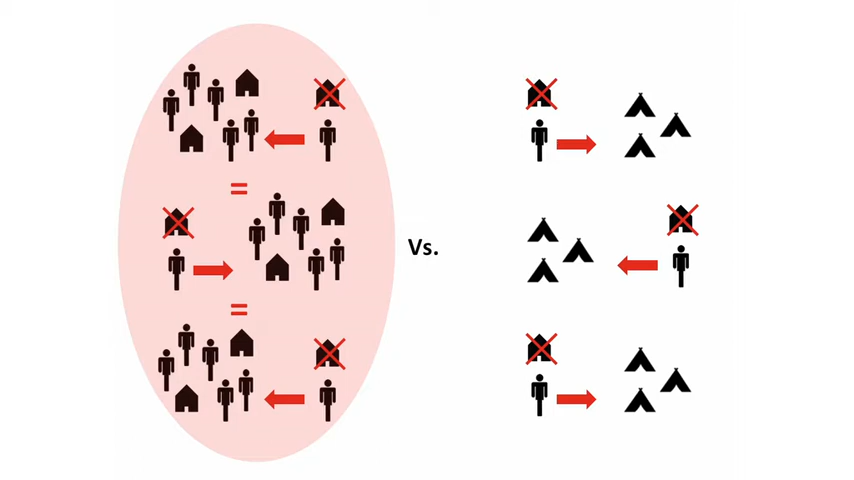 =
Vs.
=